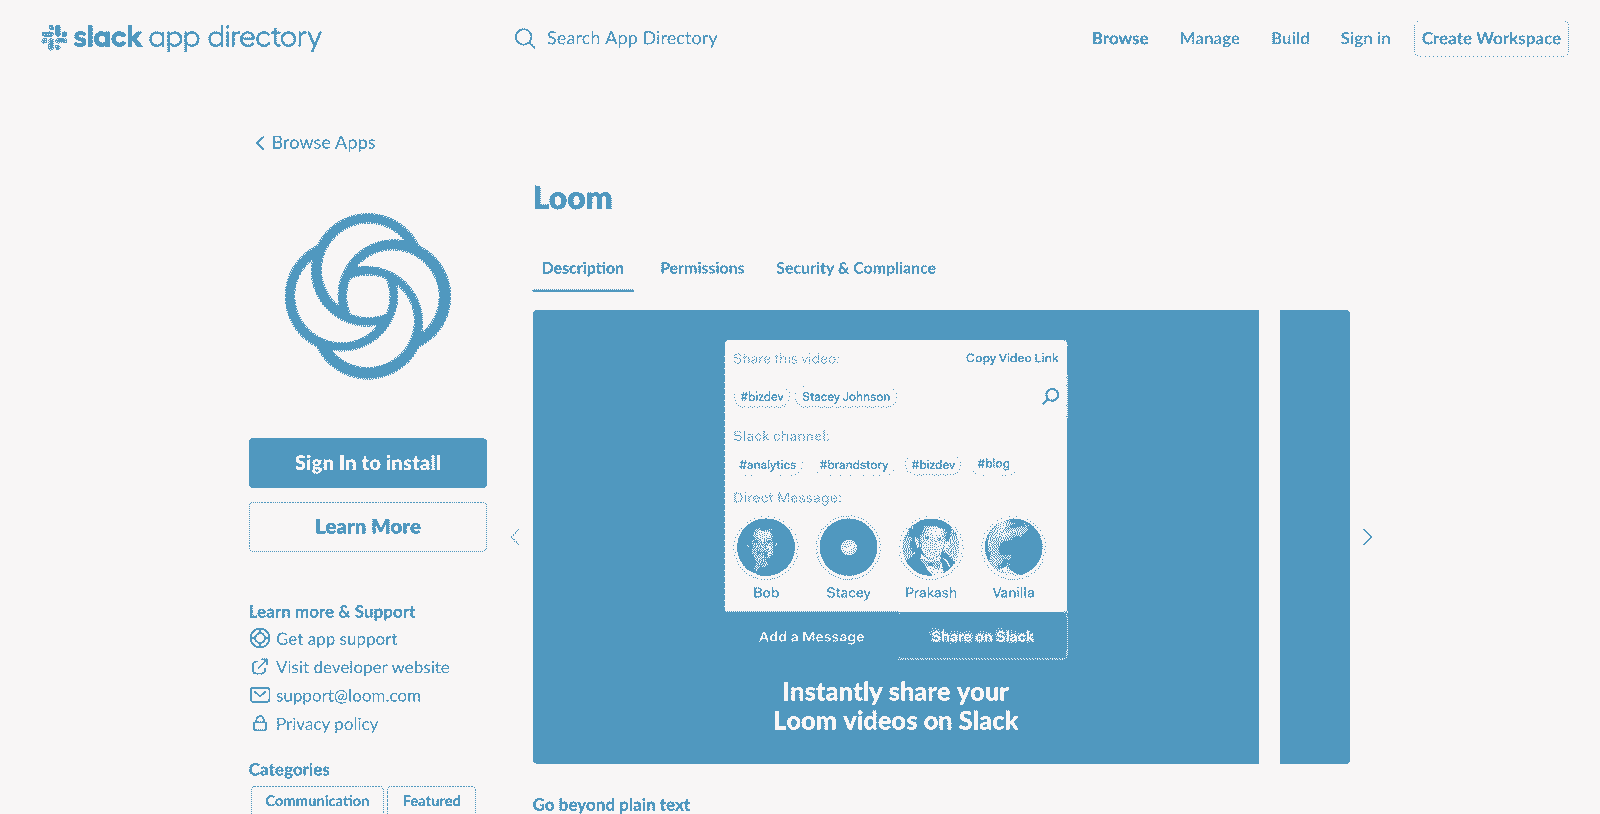 slack app directory
Search App Directory
Browse Manage Build Sign in Create Workspace
Browse Apps
Loom
Description Permissions Security & Compliance
Share this video: Copy Video Link
#bizdev Stacey Johnson
Slack channel:
#analytics #brandstory #bizdev #blog
Direct Message:
Bob Stacey Prakash Vanilla
Add a Message Share on Slack
Instantly share your
Loom videos on Slack
Sign In to install
Learn More
Learn more & Support
Get app support
Visit developer website
support@loom.com
Privacy policy
Categories
Communication Featured
Go beyond plain text